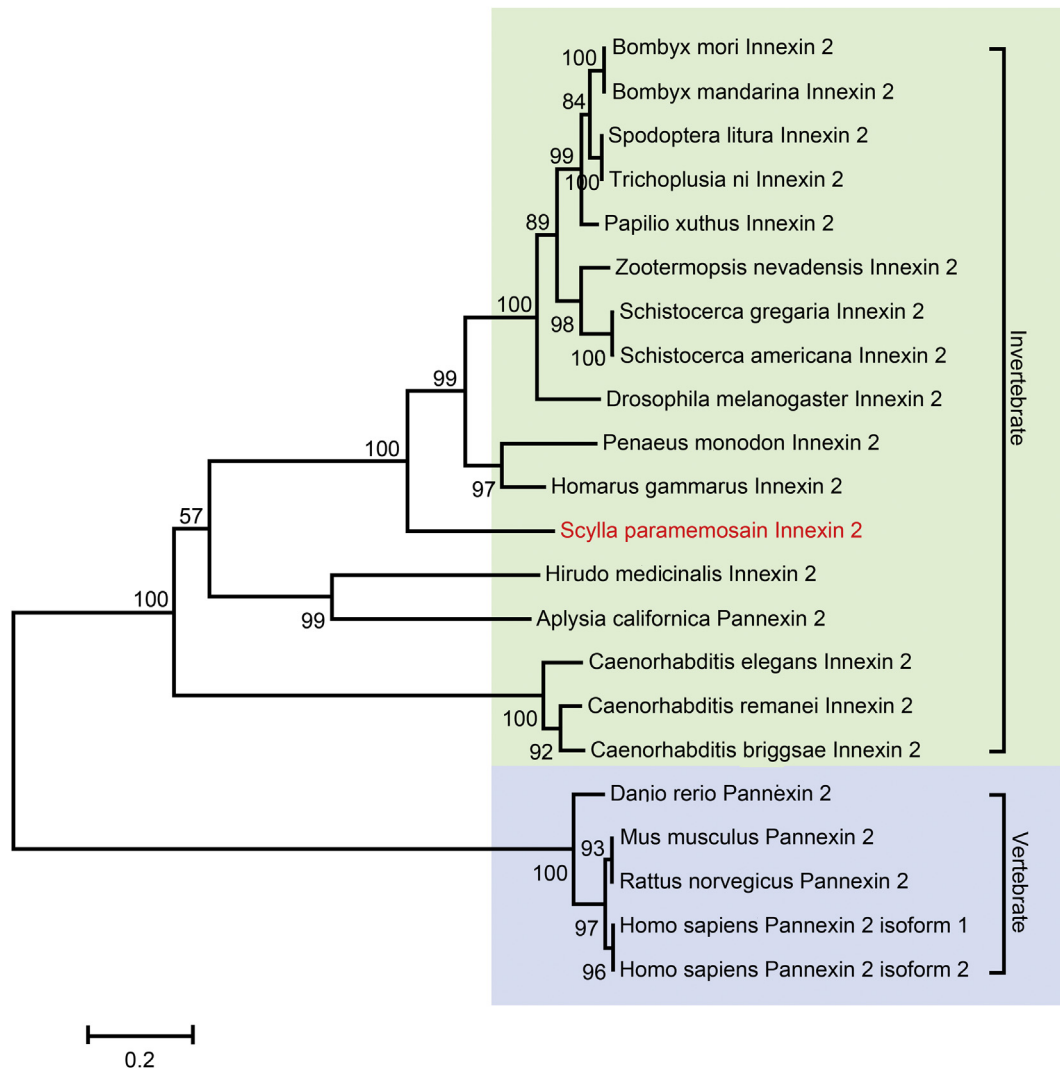 Bombyx mori Innexin 2
100
Bombyx mandarina Innexin 2
84
Spodoptera litura Innexin 2
99
Trichoplusia ni Innexin 2
100
Papilio xuthus Innexin 2
89
Zootermopsis nevadensis Innexin 2
100
Schistocerca gregaria Innexin 2
98
Schistocerca americana Innexin 2
100
99
Drosophila melanogaster Innexin 2
Penaeus monodon Innexin 2
100
Homarus gammarus Innexin 2
97
Scylla paramemosain Innexin 2
57
Hirudo medicinalis Innexin 2
100
Aplysia californica Pannexin 2
99
Caenorhabditis elegans Innexin 2
Caenorhabditis remanei Innexin 2
100
Caenorhabditis briggsae Innexin 2
92
Invertebrate
Danio rerio Pannexin 2
Mus musculus Pannexin 2
93
100
Rattus norvegicus Pannexin 2
Homo sapiens Pannexin 2 isoform 1
97
Homo sapiens Pannexin 2 isoform 2
96
Vertebrate
0.2